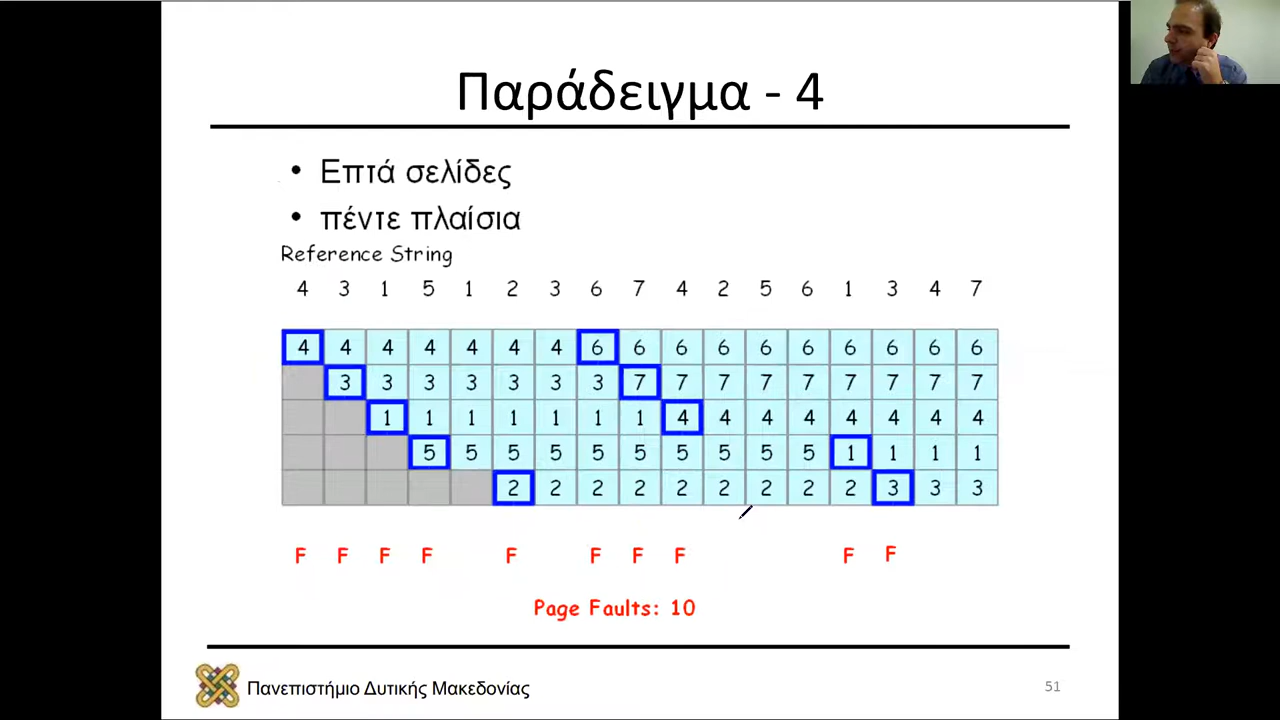 Παράδειγμα - 4
• Επτά σελίδες
• πέντε πλαίσια
Reference String
4 3 1 5 1 2 3 6 7 4 2 5 6 1 3 4 7
4 4 4 4 4 4 4 6 6 6 6 6 6 6 6 6 6
3 3 3 3 3 3 3 7 7 7 7 7 7 7 7 7
1 1 1 1 1 1 1 4 4 4 4 4 4 4 4
5 5 5 5 5 5 5 5 5 5 1 1 1 1
2 2 2 2 2 2 2 2 2 3 3 3
F F F F F F F F F F
Page Faults: 10
Πανεπιστήμιο Δυτικής Μακεδονίας
51